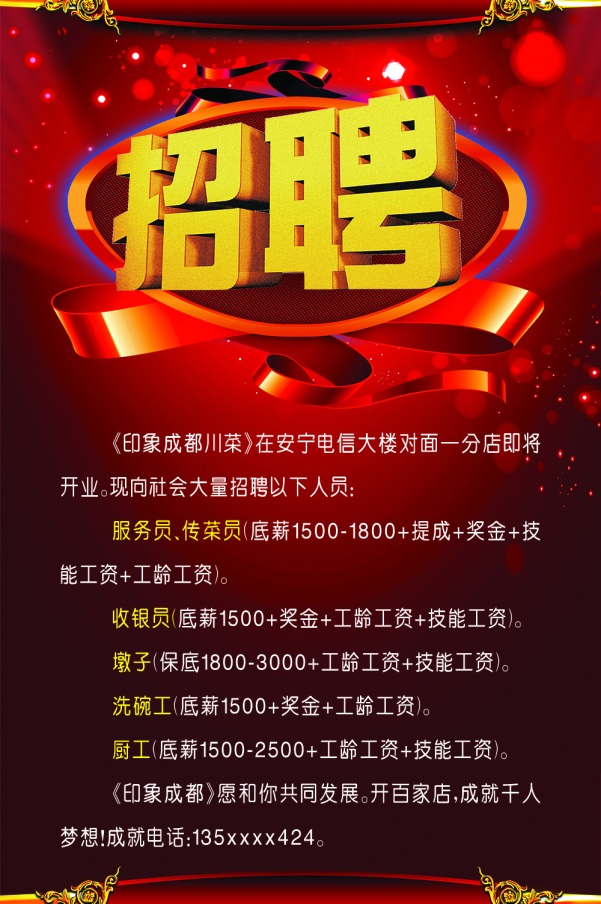 招聘
《印象成都川菜》在安宁电信大楼对面一分店即将
开业。现向社会大量招聘以下人员:
服务员、传菜员(底薪1500-1800+提成+奖金+技
能工资+工龄工资)。
收银员(底薪1500+奖金+工龄工资+技能工资)。
墩子(保底1800-3000+工龄工资+技能工资)。
洗碗工(底薪1500+奖金+工龄工资)。
厨工(底薪1500-2500+工龄工资+技能工资)。
《印象成都》愿和你共同发展。开百家店,成就千人
梦想!成就电话:135xxxx424。